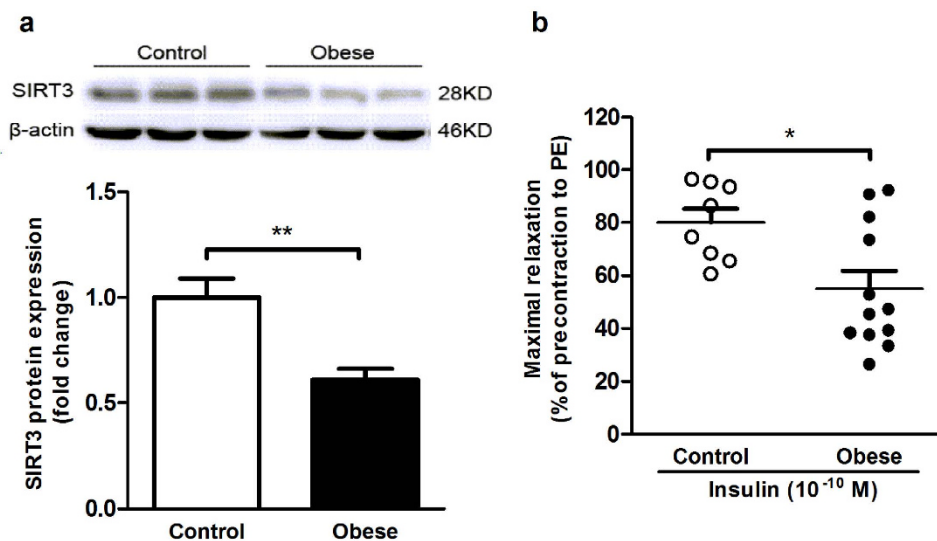 a
Control Obese
SIRT3 28KD
β-actin 46KD
SIRT3 protein expression
(fold change)
1.5
1.0
0.5
0.0
**
Control Obese
b
Maximal relaxation
(% of precontraction to PE)
120
100
80
60
40
20
0
*
Control Obese
Insulin (10⁻¹⁰ M)